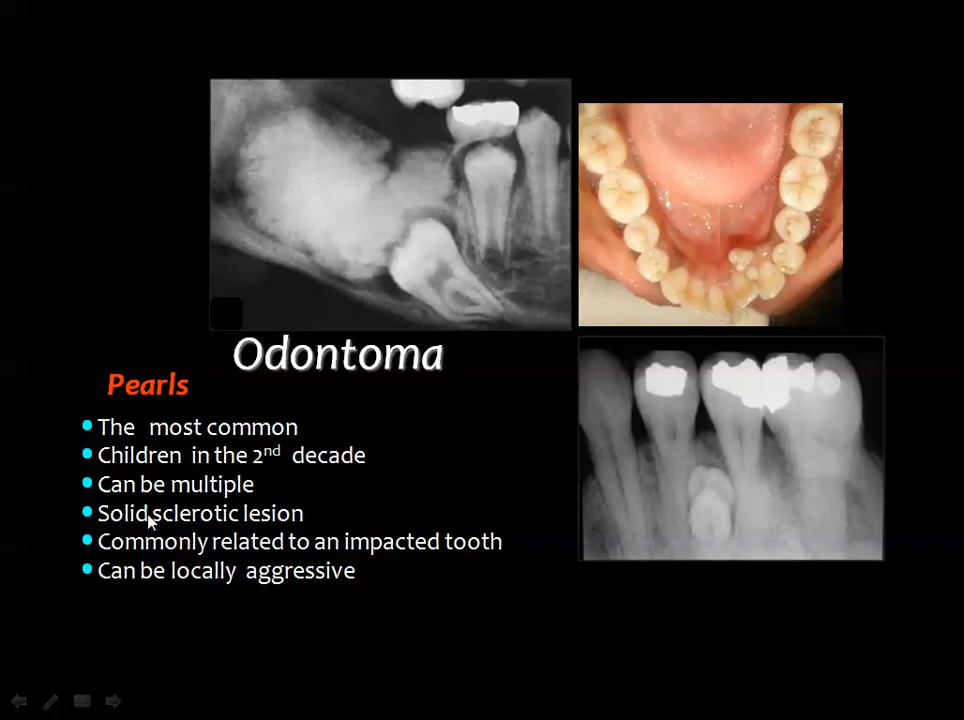 Odontoma
Pearls
The most common
Children in the 2nd decade
Can be multiple
Solid sclerotic lesion
Commonly related to an impacted tooth
Can be locally aggressive